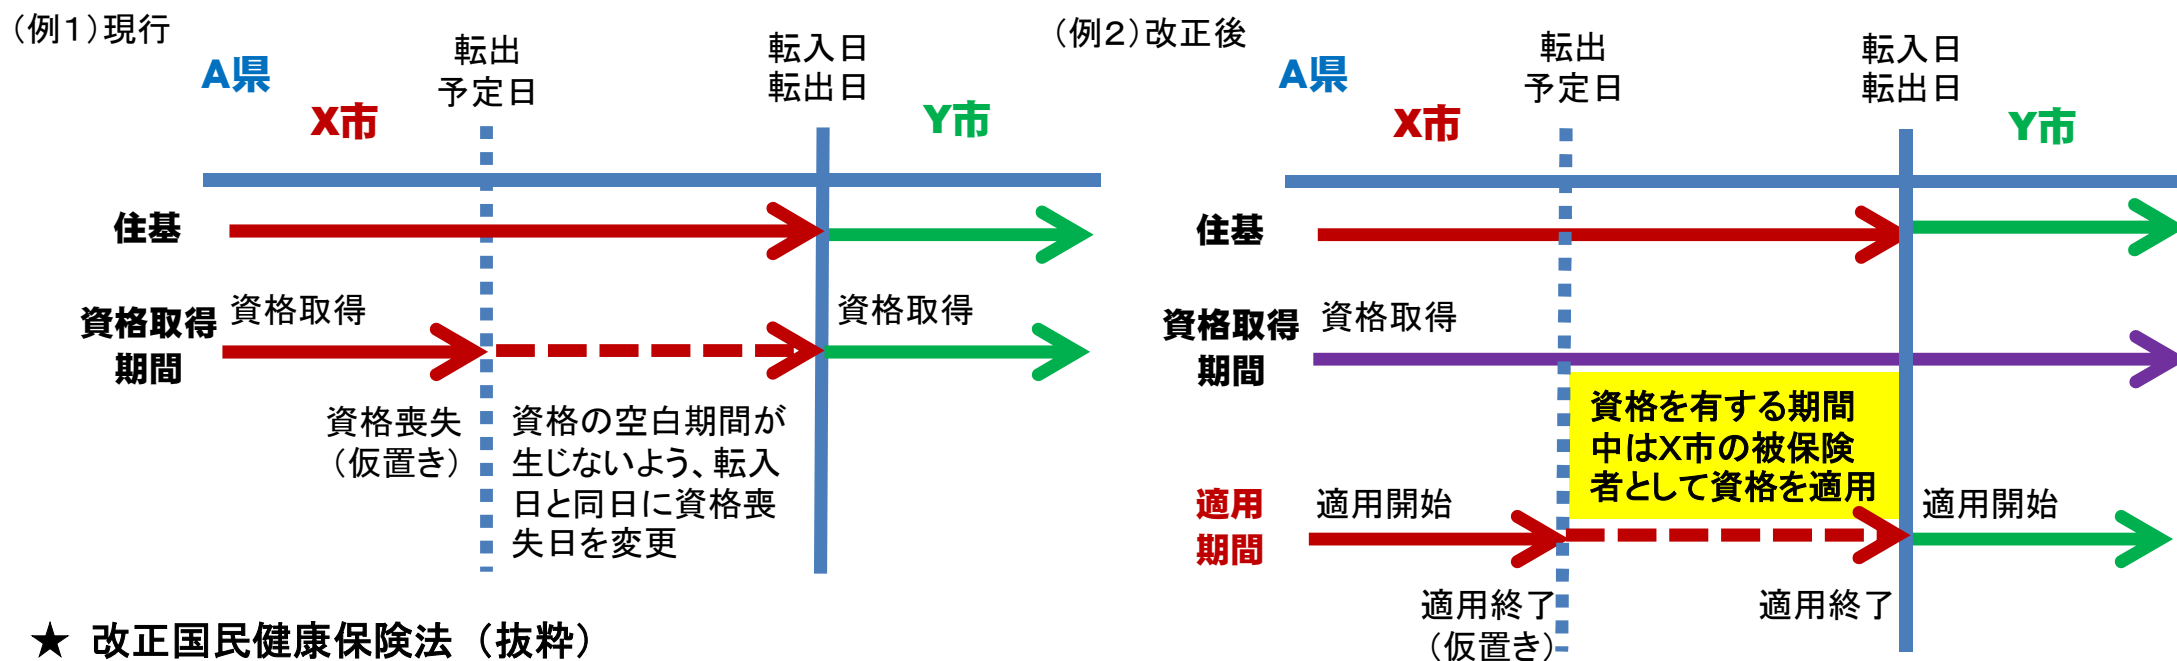 （例１）現行
A県
X市
転出
予定日
転入日
転出日
Y市
住基
資格取得
期間
資格取得
資格取得
資格喪失
（仮置き）
資格の空白期間が
生じないよう、転入
日と同日に資格喪
失日を変更
（例２）改正後
A県
X市
転出
予定日
転入日
転出日
Y市
住基
資格取得
期間
資格取得
資格を有する期間
中はX市の被保険
者として資格を適用
適用
期間
適用開始
適用開始
適用終了
（仮置き）
適用終了
★ 改正国民健康保険法（抜粋）